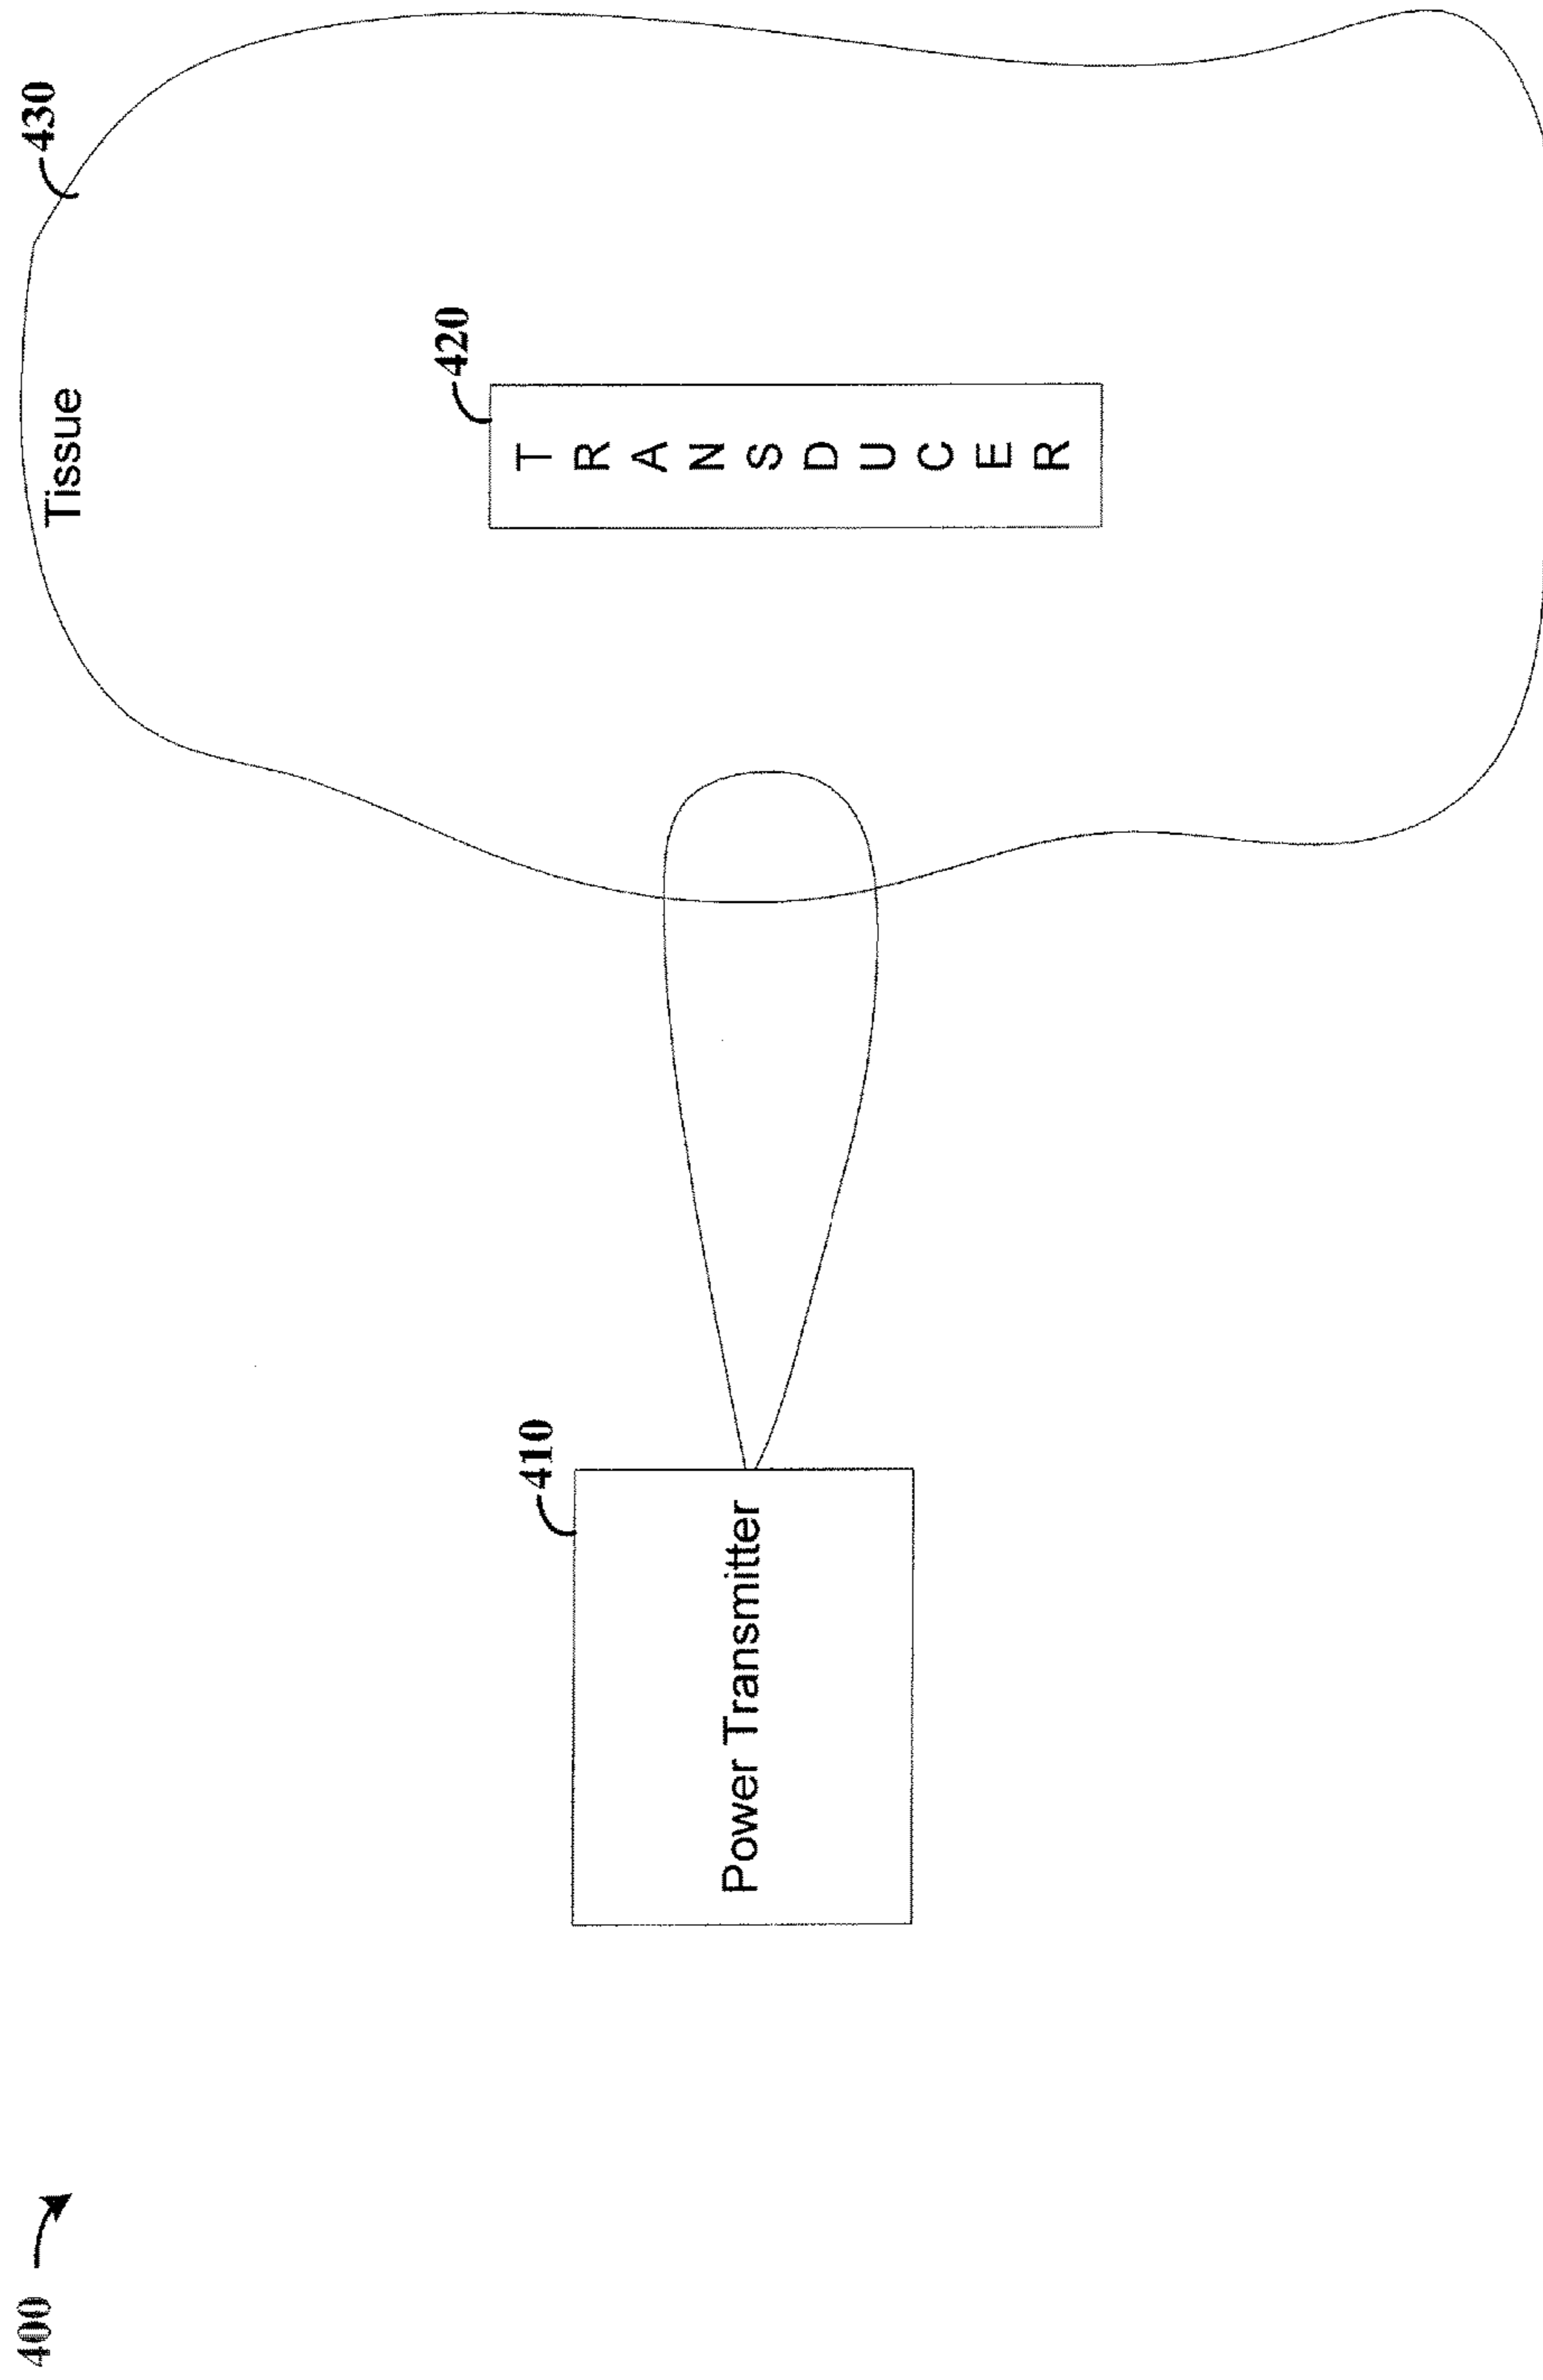 400
430
Tissue
420
TRANSDUCER
410
Power Transmitter